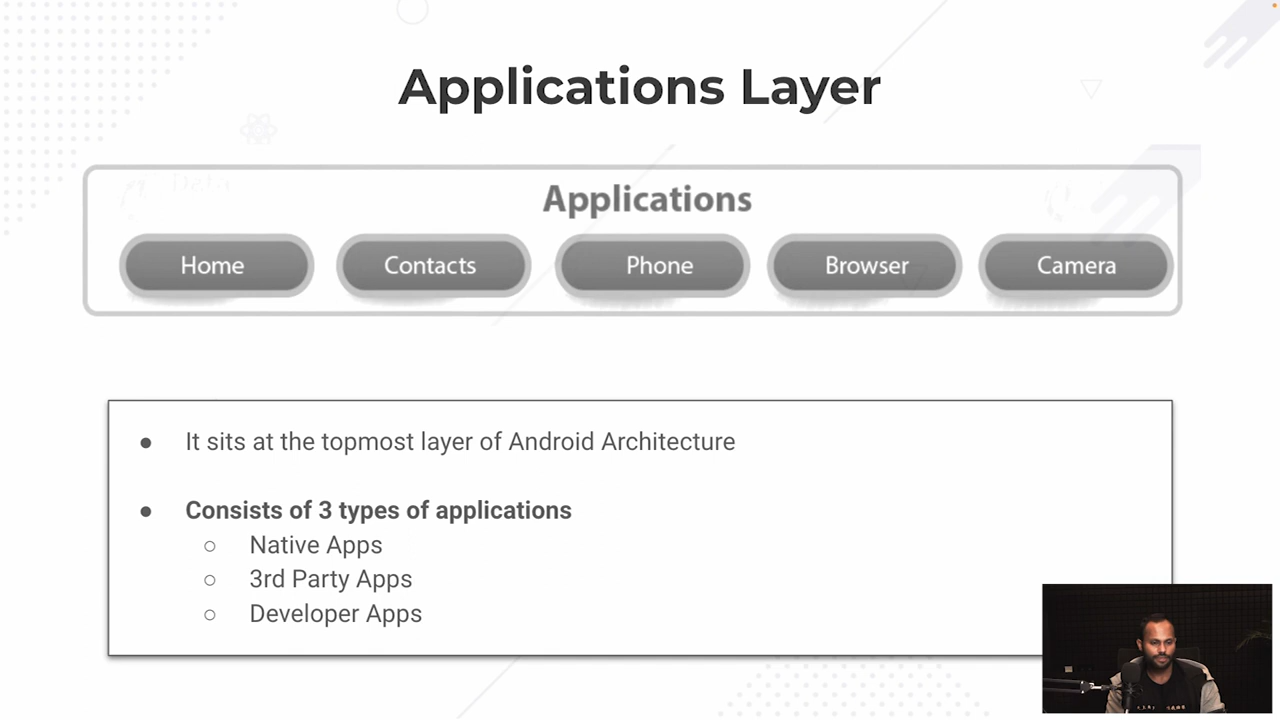 Applications Layer
Applications
Home Contacts Phone Browser Camera
● It sits at the topmost layer of Android Architecture
● Consists of 3 types of applications
○ Native Apps
○ 3rd Party Apps
○ Developer Apps